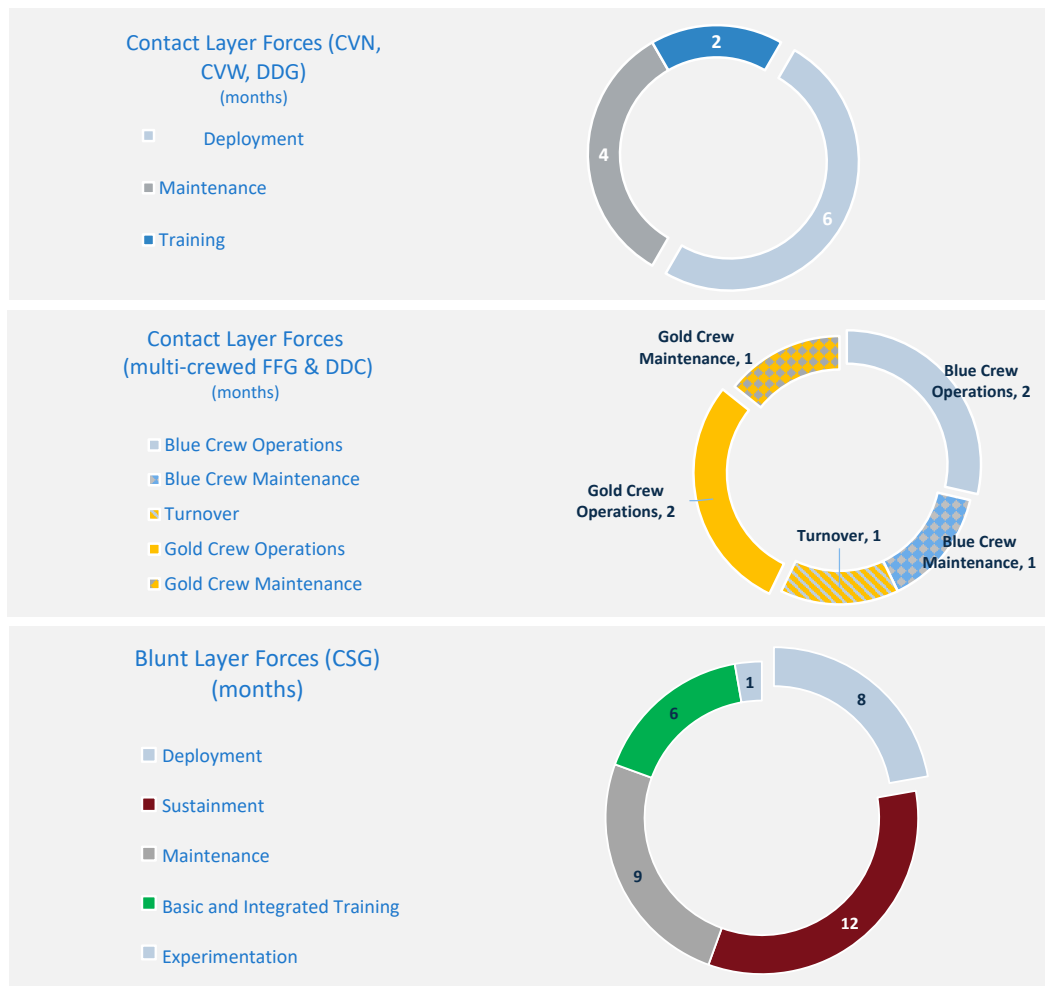 Contact Layer Forces (CVN,
CVW, DDG)
(months)
Deployment
Maintenance
Training
2
4
6
Contact Layer Forces
(multi-crewed FFG & DDC)
(months)
Blue Crew Operations
Blue Crew Maintenance
Turnover
Gold Crew Operations
Gold Crew Maintenance
Gold Crew
Maintenance, 1
Blue Crew
Operations, 2
Gold Crew
Operations, 2
Turnover, 1
Blue Crew
Maintenance, 1
Blunt Layer Forces (CSG)
(months)
Deployment
Sustainment
Maintenance
Basic and Integrated Training
Experimentation
1
8
6
9
12